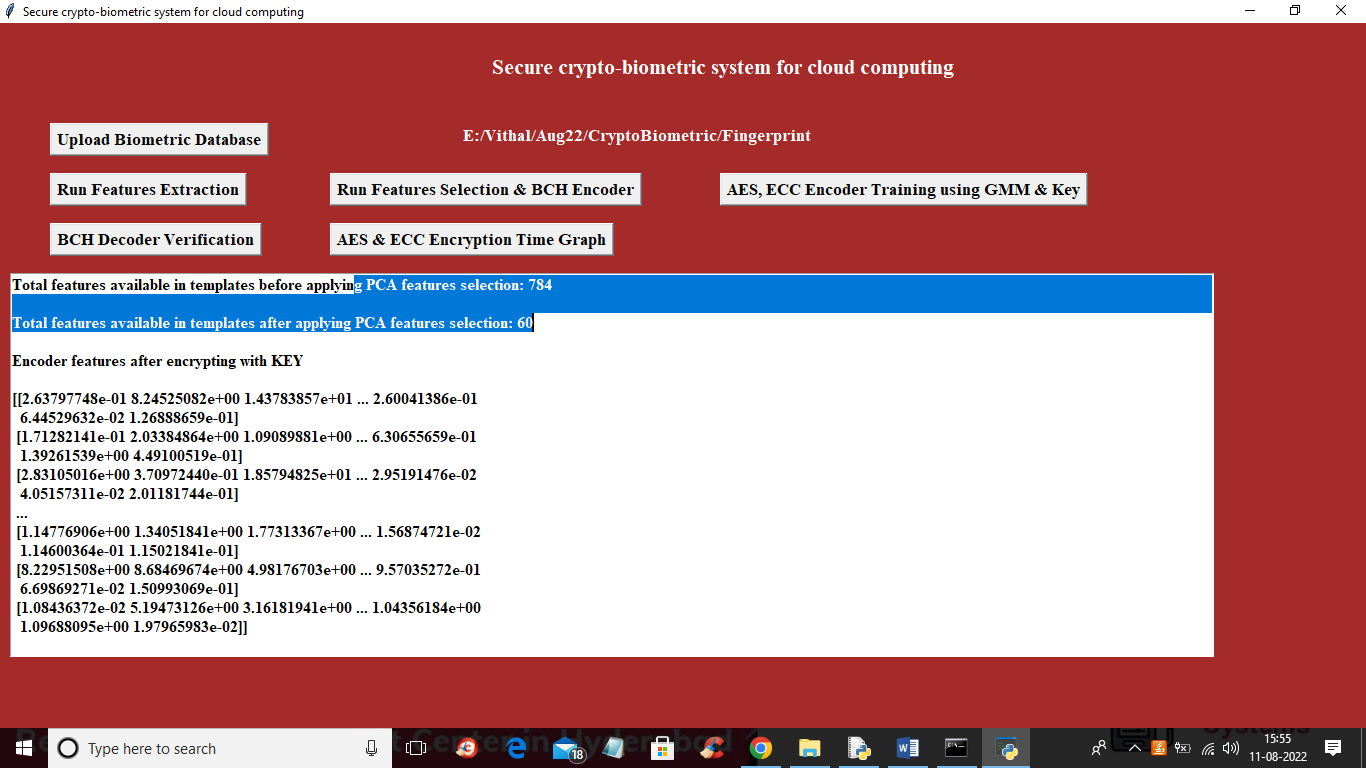 Secure crypto-biometric system for cloud computing
Secure crypto-biometric system for cloud computing
Upload Biometric Database
E:/Vithal/Aug22/CryptoBiometric/Fingerprint
Run Features Extraction
Run Features Selection & BCH Encoder
AES, ECC Encoder Training using GMM & Key
BCH Decoder Verification
AES & ECC Encryption Time Graph
Total features available in templates before applying PCA features selection: 784
Total features available in templates after applying PCA features selection: 60
Encoder features after encrypting with KEY
[[2.63797748e-01 8.24525082e+00 1.43783857e+01 ... 2.60041386e-01
6.44529632e-02 1.26888659e-01]
[1.71282141e-01 2.03384864e+00 1.09089881e+00 ... 6.30655659e-01
1.39261539e+00 4.49100519e-01]
[2.83105016e+00 3.70972440e-01 1.85794825e+01 ... 2.95191476e-02
4.05157311e-02 2.01181744e-01]
...
[1.14776906e+00 1.34051841e+00 1.77313367e+00 ... 1.56874721e-02
1.14600364e-01 1.15021841e-01]
[8.22951508e+00 8.68469674e+00 4.98176703e+00 ... 9.57035272e-01
6.69869271e-02 1.50993069e-01]
[1.08436372e-02 5.19473126e+00 3.16181941e+00 ... 1.04356184e+00
1.09688095e+00 1.97965983e-02]]
Type here to search
18
15:55
11-08-2022